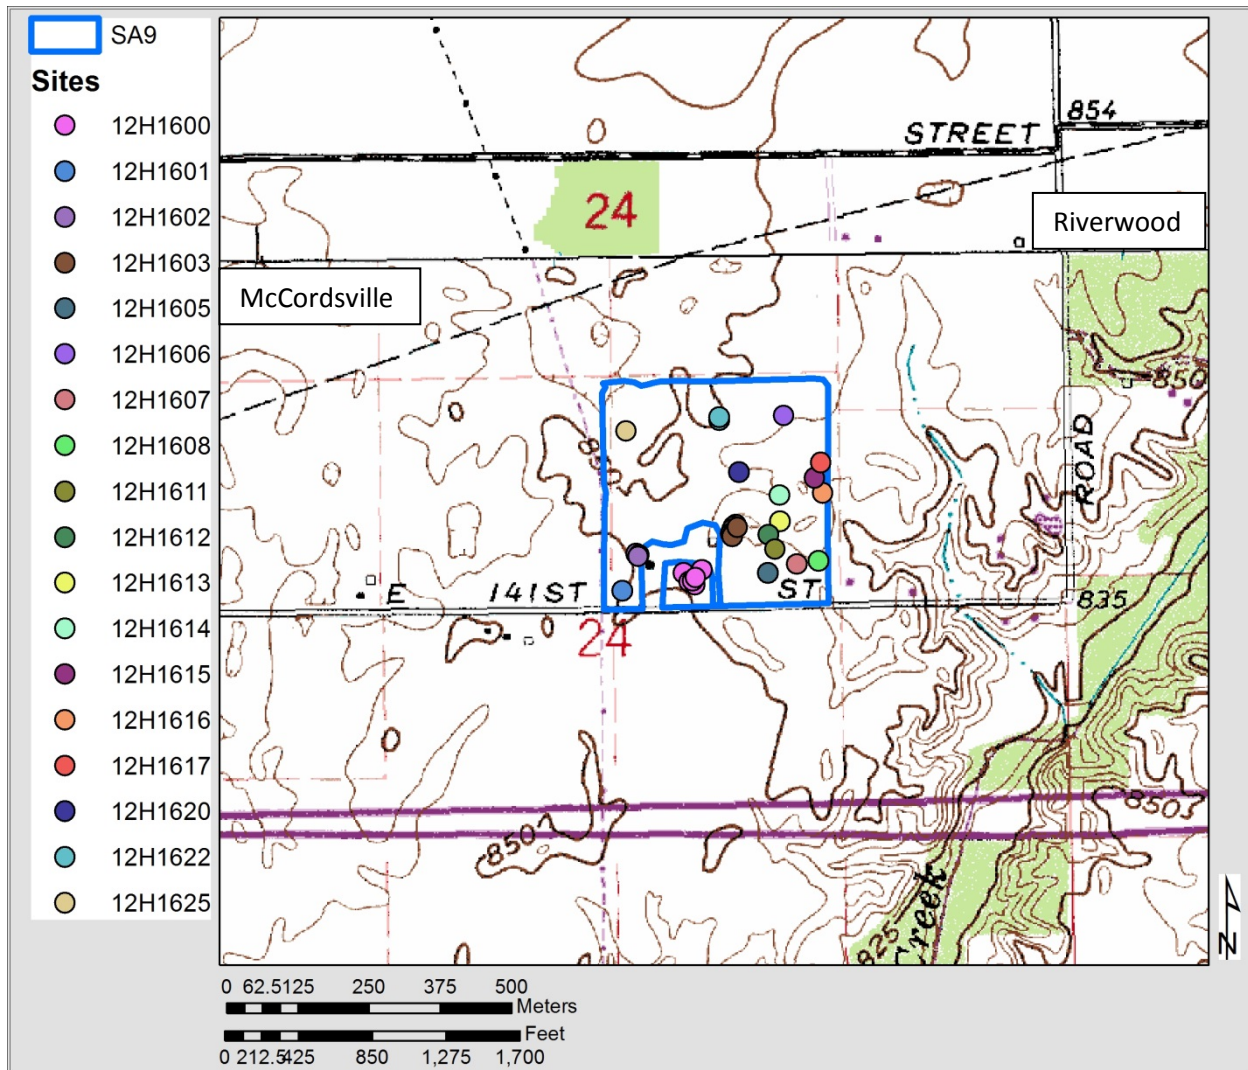 SA9
Sites
12H1600
12H1601
12H1602
12H1603
12H1605
12H1606
12H1607
12H1608
12H1611
12H1612
12H1613
12H1614
12H1615
12H1616
12H1617
12H1620
12H1622
12H1625
854
STREET
24
Riverwood
McCordsville
850
850
ROAD
E 141ST ST
835
24
850
850
Creek
825
N
0 62.5125 250 375 500
Meters
Feet
0 212.5425 850 1,275 1,700